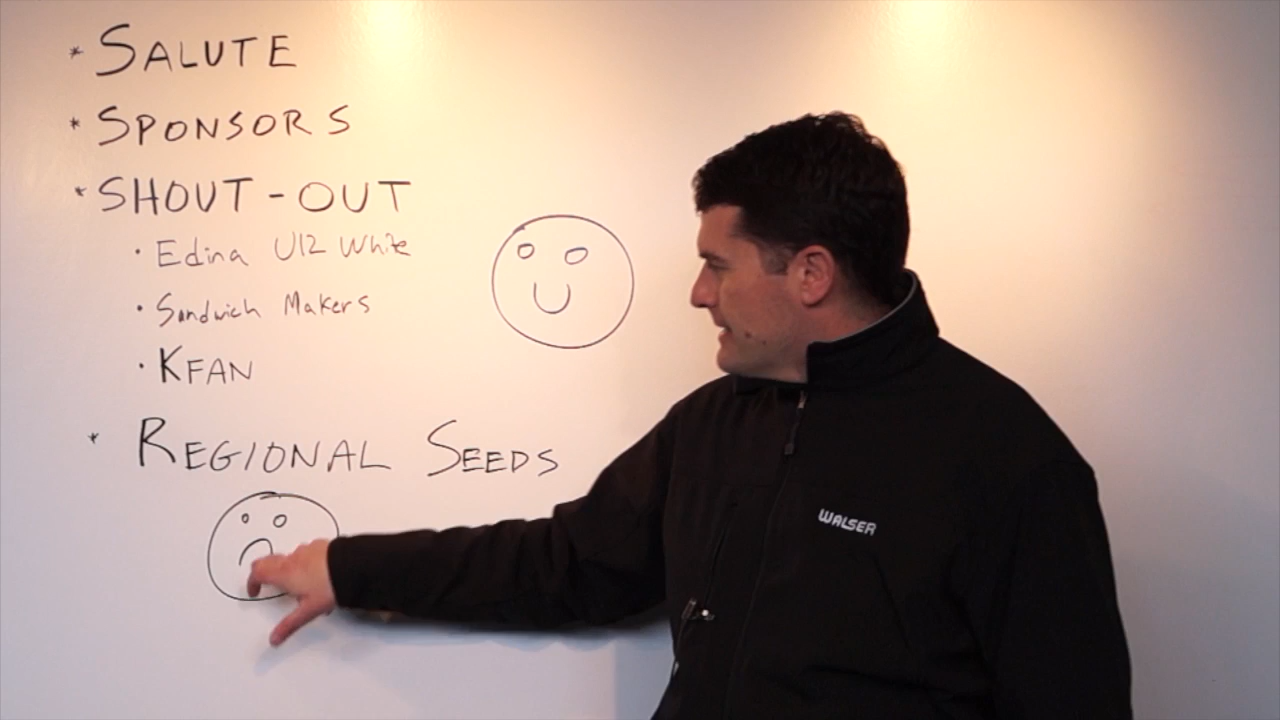 * SALUTE
* SPONSORS
* SHOUT-OUT
· Edina U12 White
· Sandwich Makers
· KFAN
* REGIONAL SEEDS
WALSER